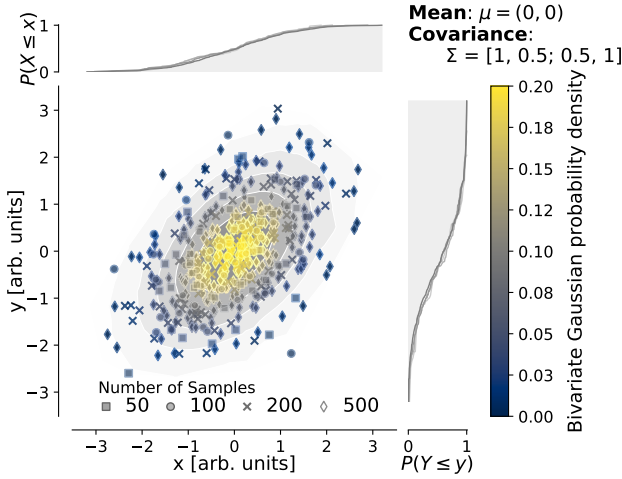 Mean: μ = (0, 0)
Covariance:
Σ = [1, 0.5; 0.5, 1]
P(X ≤ x)
1
0
3
2
1
0
−1
−2
−3
y [arb. units]
Number of Samples
50 100 200 500
−3 −2 −1 0 1 2 3
x [arb. units]
0 1
P(Y ≤ y)
0.20
0.18
0.15
0.12
0.10
0.08
0.05
0.03
0.00
Bivariate Gaussian probability density